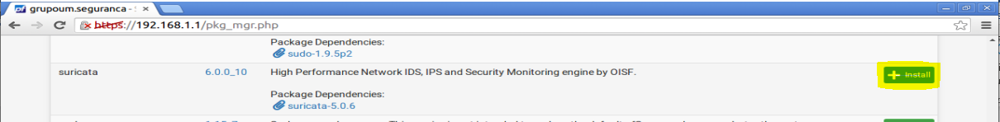 grupoum.seguranca - S
https://192.168.1.1/pkg_mgr.php
Package Dependencies:
sudo-1.9.5p2
suricata 6.0.0_10 High Performance Network IDS, IPS and Security Monitoring engine by OISF. Install
Package Dependencies:
suricata-5.0.6